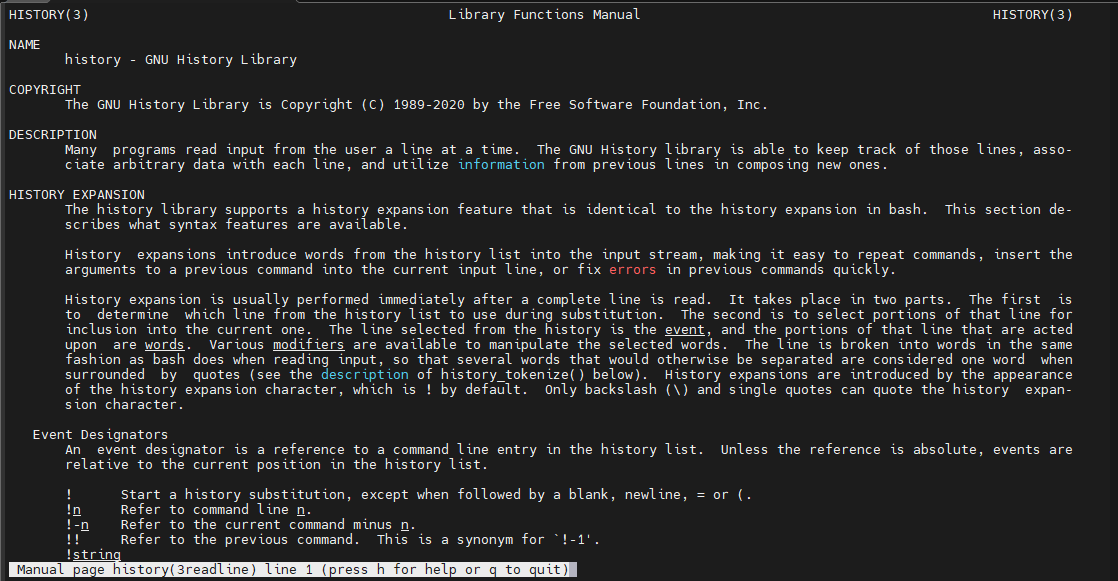 HISTORY(3) Library Functions Manual HISTORY(3)
NAME
history - GNU History Library
COPYRIGHT
The GNU History Library is Copyright (C) 1989-2020 by the Free Software Foundation, Inc.
DESCRIPTION
Many programs read input from the user a line at a time. The GNU History library is able to keep track of those lines, asso-
ciate arbitrary data with each line, and utilize information from previous lines in composing new ones.
HISTORY EXPANSION
The history library supports a history expansion feature that is identical to the history expansion in bash. This section de-
scribes what syntax features are available.
History expansions introduce words from the history list into the input stream, making it easy to repeat commands, insert the
arguments to a previous command into the current input line, or fix errors in previous commands quickly.
History expansion is usually performed immediately after a complete line is read. It takes place in two parts. The first is
to determine which line from the history list to use during substitution. The second is to select portions of that line for
inclusion into the current one. The line selected from the history is the event, and the portions of that line that are acted
upon are words. Various modifiers are available to manipulate the selected words. The line is broken into words in the same
fashion as bash does when reading input, so that several words that would otherwise be separated are considered one word when
surrounded by quotes (see the description of history_tokenize() below). History expansions are introduced by the appearance
of the history expansion character, which is ! by default. Only backslash (\) and single quotes can quote the history expan-
sion character.
Event Designators
An event designator is a reference to a command line entry in the history list. Unless the reference is absolute, events are
relative to the current position in the history list.
! Start a history substitution, except when followed by a blank, newline, = or (.
!n Refer to command line n.
!-n Refer to the current command minus n.
!! Refer to the previous command. This is a synonym for `!-1'.
!string
Manual page history(3readline) line 1 (press h for help or q to quit)